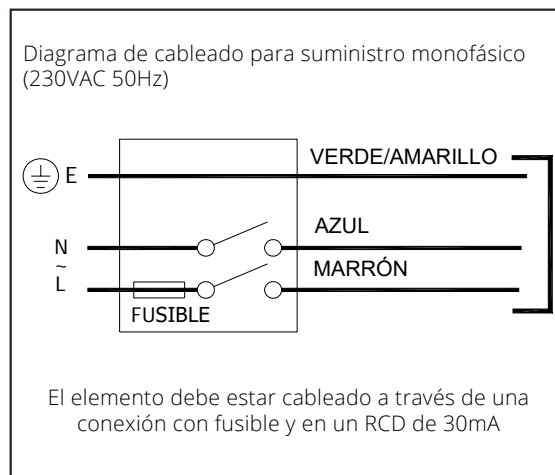 Diagrama de cableado para suministro monofásico
(230VAC 50Hz)
VERDE/AMARILLO
E
AZUL
N
~
MARRÓN
L
FUSIBLE
El elemento debe estar cableado a través de una
conexión con fusible y en un RCD de 30mA